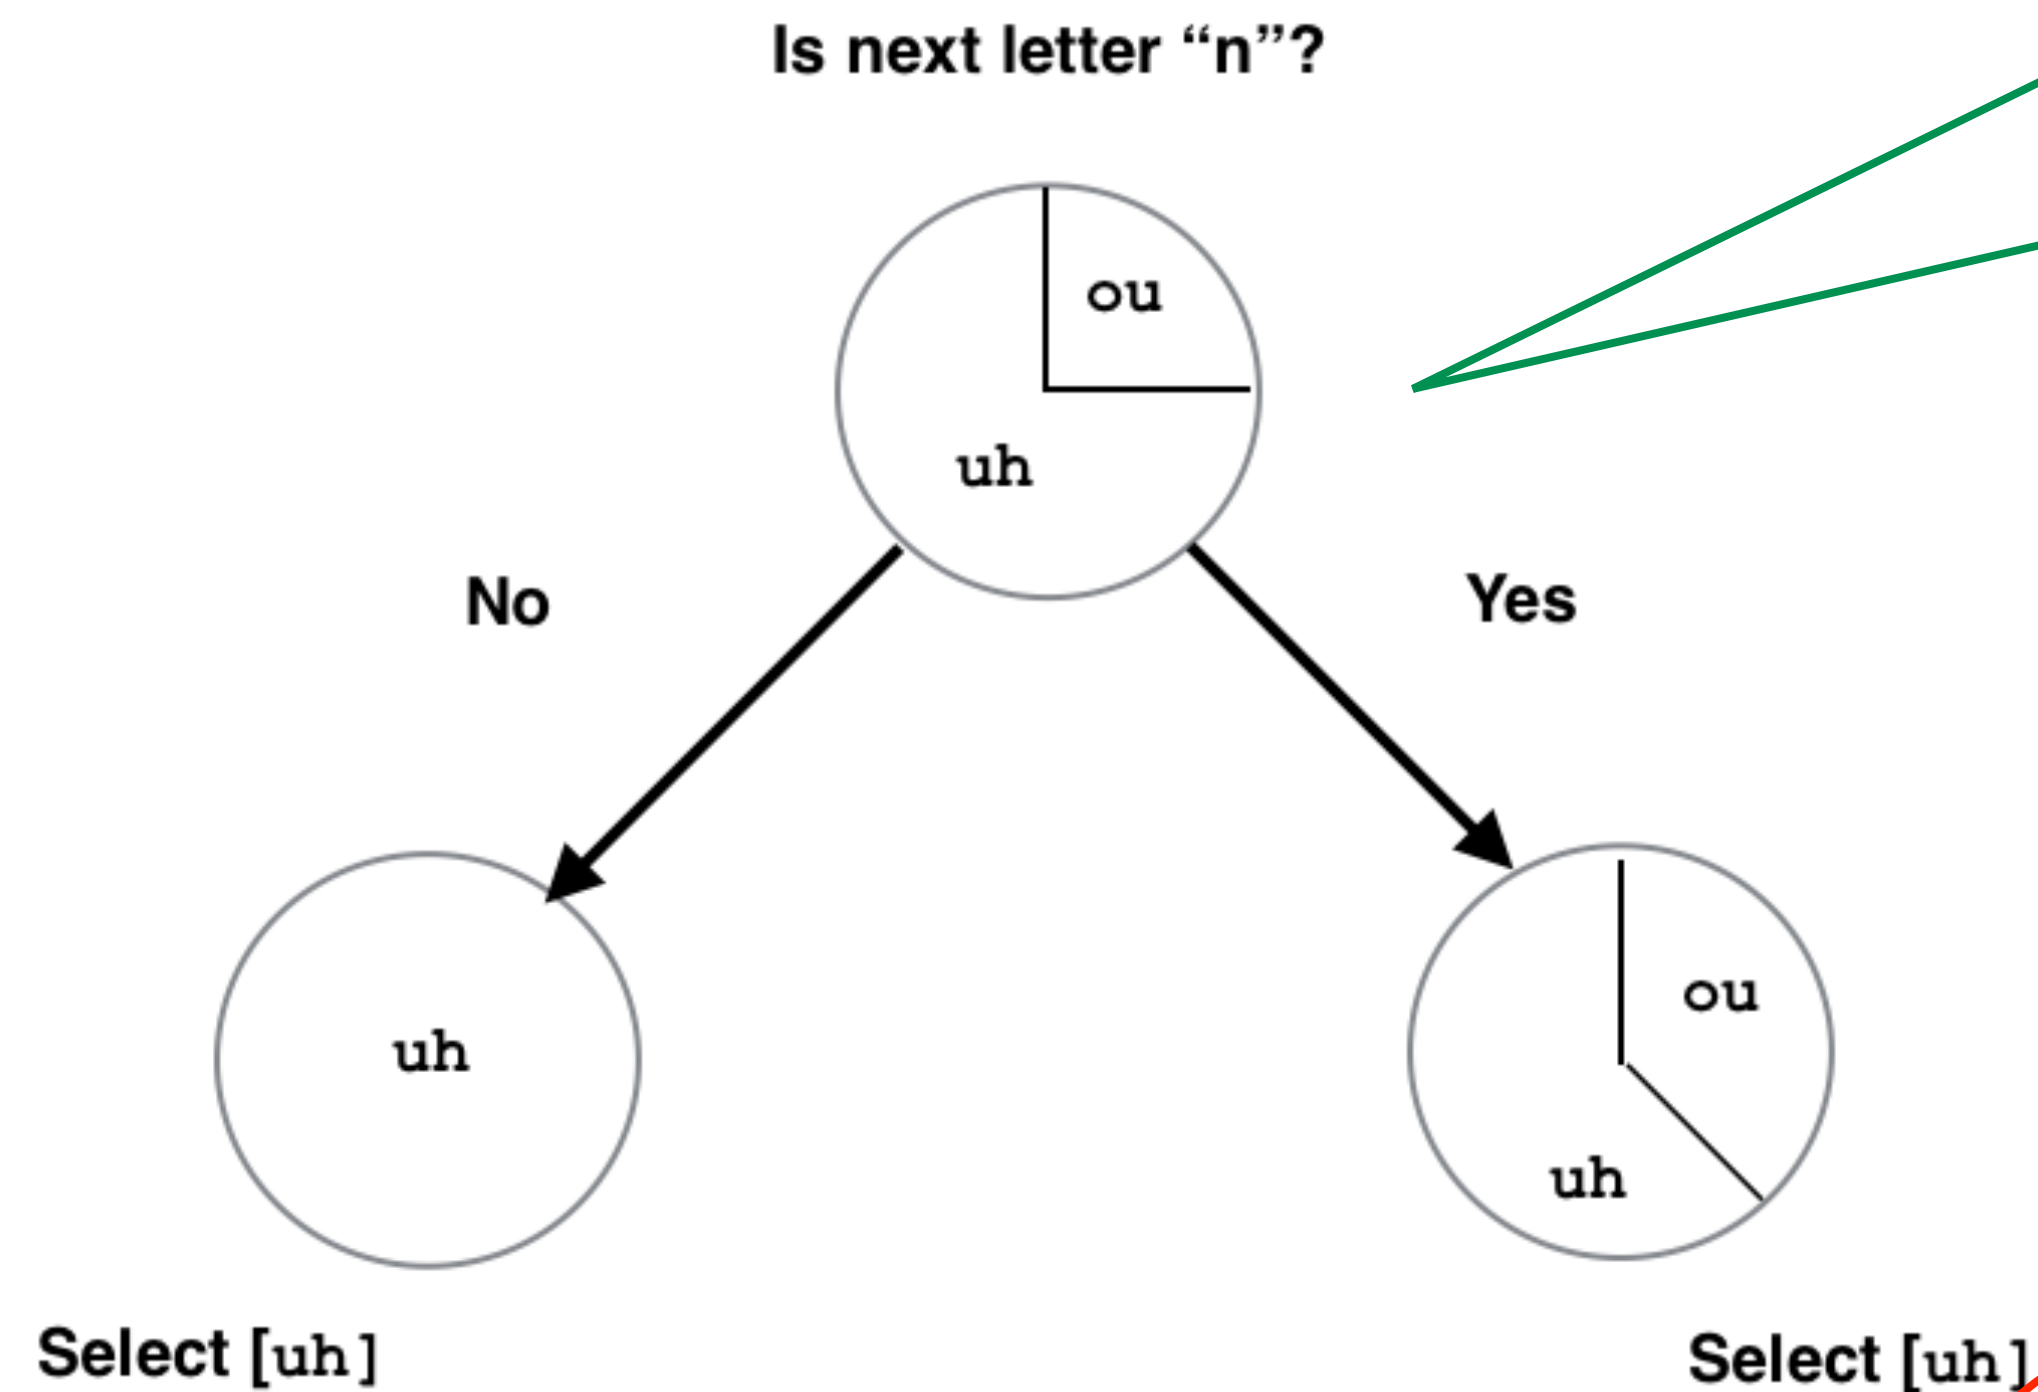 Is next letter “n”?
ou
uh
No
Yes
uh
ou
uh
Select [uh]
Select [uh]